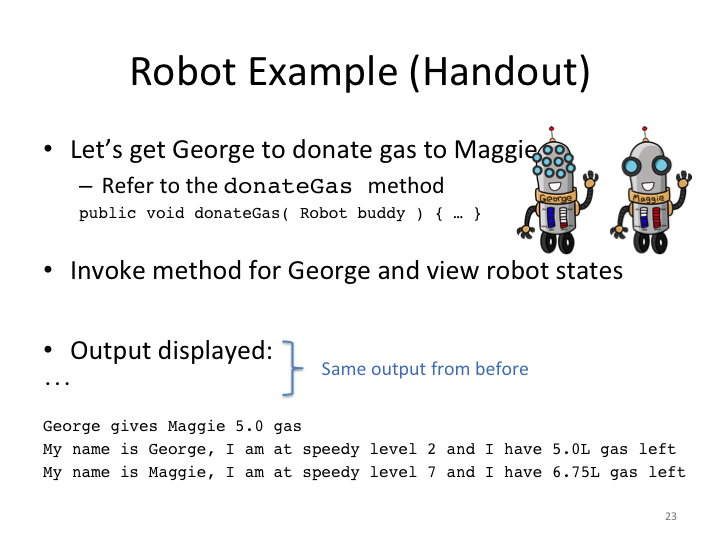 Robot Example (Handout)
• Let's get George to donate gas to Maggie
– Refer to the donateGas method
public void donateGas( Robot buddy ) { … }
George
Maggie
• Invoke method for George and view robot states
• Output displayed:
...
Same output from before
George gives Maggie 5.0 gas
My name is George, I am at speedy level 2 and I have 5.0L gas left
My name is Maggie, I am at speedy level 7 and I have 6.75L gas left
23